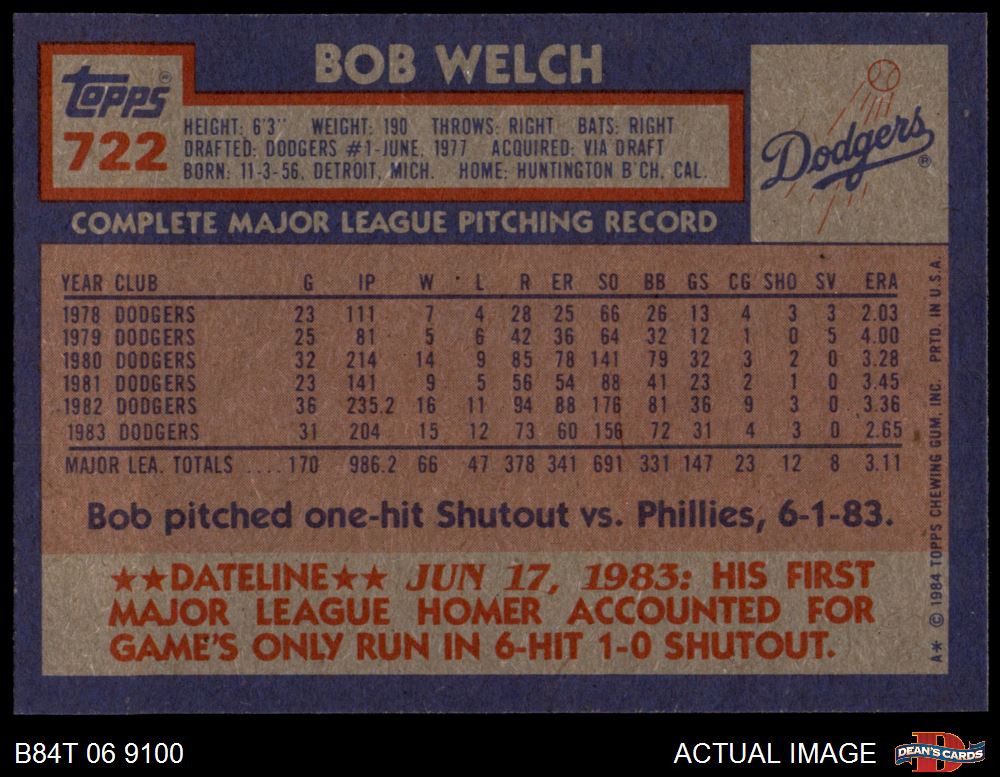 BOB WELCH
Topps®
722
HEIGHT: 6'3" WEIGHT: 190 THROWS: RIGHT BATS: RIGHT
DRAFTED: DODGERS #1-JUNE, 1977 ACQUIRED: VIA DRAFT
BORN: 11-3-56, DETROIT, MICH. HOME: HUNTINGTON B'CH, CAL.
Dodgers®
COMPLETE MAJOR LEAGUE PITCHING RECORD
YEAR CLUB G IP W L R ER SO BB GS CG SHO SV ERA
1978 DODGERS 23 111 7 4 28 25 66 26 13 4 3 3 2.03
1979 DODGERS 25 81 5 6 42 36 64 32 12 1 0 5 4.00
1980 DODGERS 32 214 14 9 85 78 141 79 32 3 2 0 3.28
1981 DODGERS 23 141 9 5 56 54 88 41 23 2 1 0 3.45
1982 DODGERS 36 235.2 16 11 94 88 176 81 36 9 3 0 3.36
1983 DODGERS 31 204 15 12 73 60 156 72 31 4 3 0 2.65
MAJOR LEA. TOTALS .... 170 986.2 66 47 378 341 691 331 147 23 12 8 3.11
Bob pitched one-hit Shutout vs. Phillies, 6-1-83.
★★DATELINE★★ JUN 17, 1983: HIS FIRST
MAJOR LEAGUE HOMER ACCOUNTED FOR
GAME'S ONLY RUN IN 6-HIT 1-0 SHUTOUT.
A* © 1984 TOPPS CHEWING GUM, INC. PRTD. IN U.S.A.
B84T 06 9100
ACTUAL IMAGE
DEAN'S CARDS